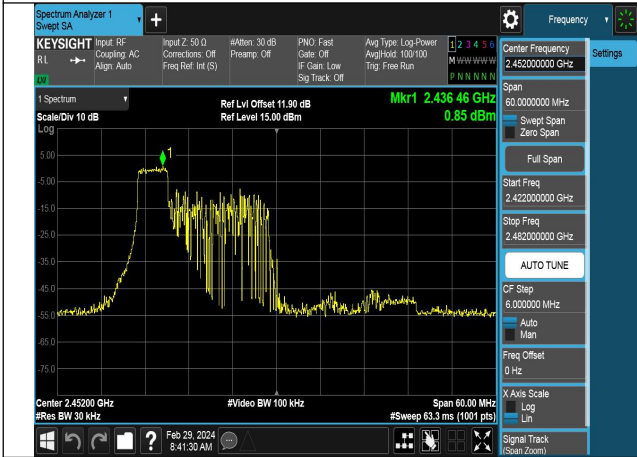 Spectrum Analyzer 1
Swept SA
+
Frequency
KEYSIGHT
RL
Input: RF
Coupling: AC
Align: Auto
Input Z: 50 Ω
Corrections: Off
Freq Ref: Int (S)
#Atten: 30 dB
Preamp: Off
PNO: Fast
Gate: Off
IF Gain: Low
Sig Track: Off
Avg Type: Log-Power
Avg|Hold: 100/100
Trig: Free Run
1 2 3 4 5 6
M W W W W W
P N N N N N
1 Spectrum
Scale/Div 10 dB
Log
Ref Lvl Offset 11.90 dB
Ref Level 15.00 dBm
Mkr1 2.436 46 GHz
0.85 dBm
1
5.00
-5.00
-15.0
-25.0
-35.0
-45.0
-55.0
-65.0
-75.0
Center 2.45200 GHz
#Res BW 30 kHz
#Video BW 100 kHz
Span 60.00 MHz
#Sweep 63.3 ms (1001 pts)
Center Frequency
2.452000000 GHz
Settings
Span
60.0000000 MHz
Swept Span
Zero Span
Full Span
Start Freq
2.422000000 GHz
Stop Freq
2.482000000 GHz
AUTO TUNE
CF Step
6.000000 MHz
Auto
Man
Freq Offset
0 Hz
X Axis Scale
Log
Lin
Signal Track
(Span Zoom)
?
Feb 29, 2024
8:41:30 AM